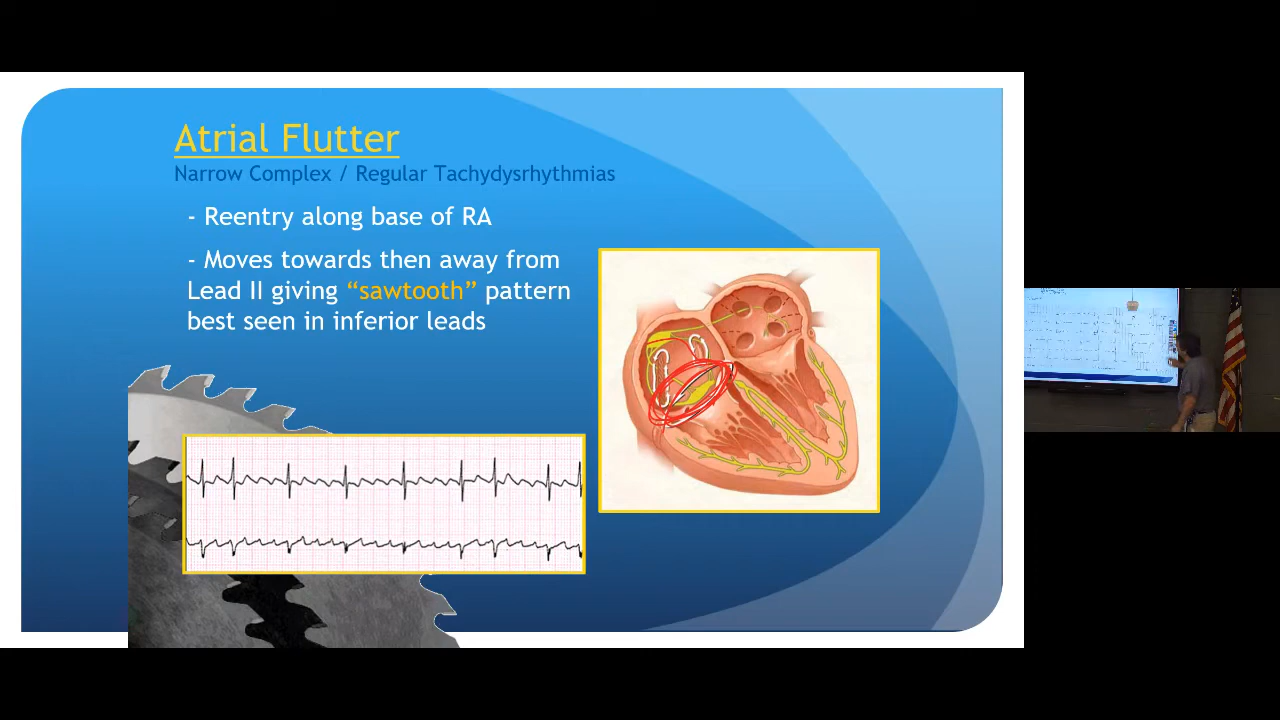 Atrial Flutter
Narrow Complex / Regular Tachydysrhythmias
- Reentry along base of RA
- Moves towards then away from
Lead II giving “sawtooth” pattern
best seen in inferior leads